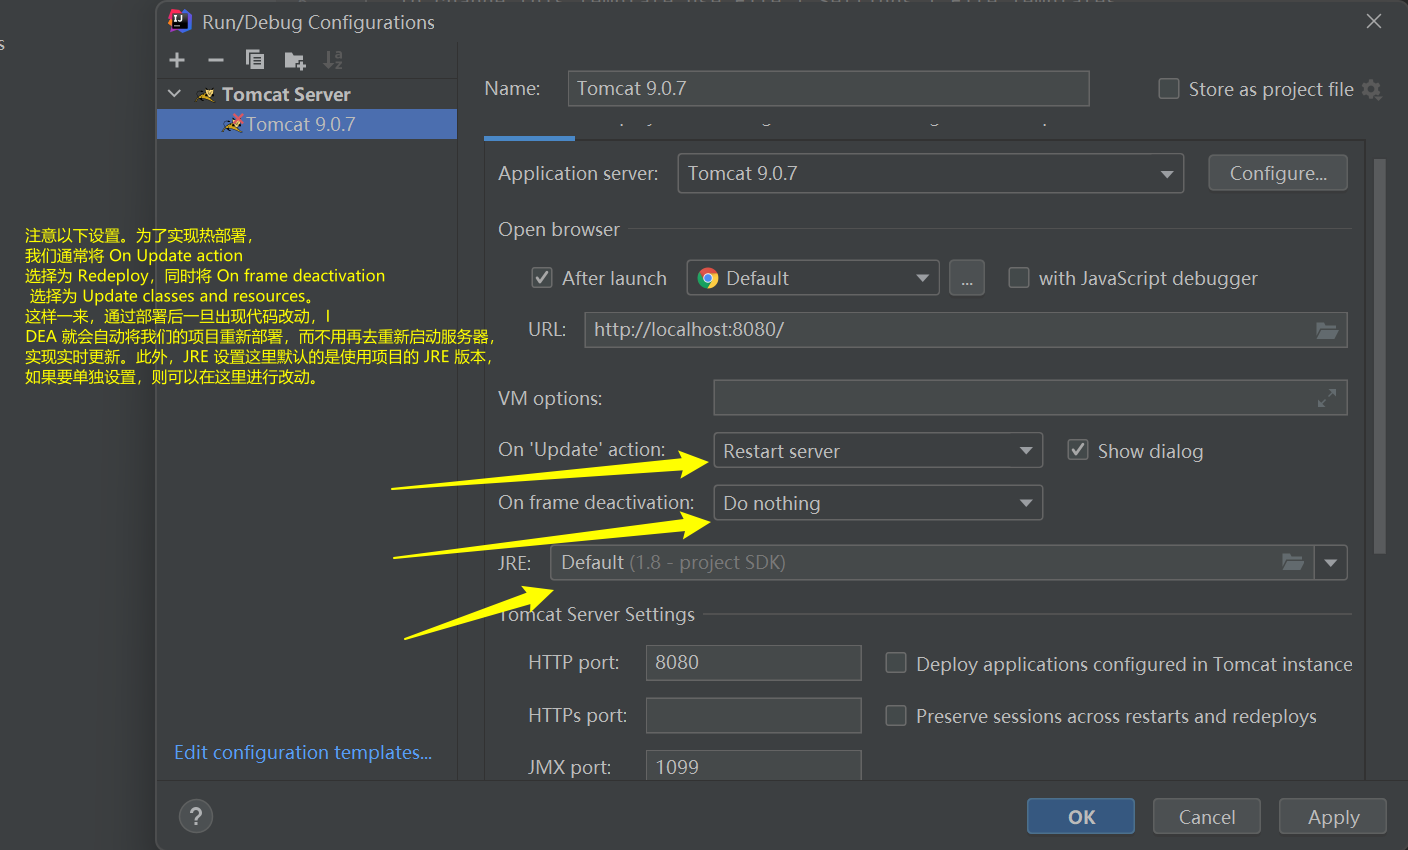 Run/Debug Configurations
Tomcat Server
Tomcat 9.0.7
Name:
Tomcat 9.0.7
Store as project file
Application server:
Tomcat 9.0.7
Configure...
Open browser
After launch
Default
...
with JavaScript debugger
URL:
http://localhost:8080/
注意以下设置。为了实现热部署，
我们通常将 On Update action
选择为 Redeploy，同时将 On frame deactivation
选择为 Update classes and resources。
这样一来，通过部署后一旦出现代码改动，I
DEA 就会自动将我们的项目重新部署，而不用再去重新启动服务器，
实现实时更新。此外，JRE 设置这里默认的是使用项目的 JRE 版本，
如果要单独设置，则可以在这里进行改动。
VM options:
On 'Update' action:
Restart server
Show dialog
On frame deactivation:
Do nothing
JRE:
Default (1.8 - project SDK)
Tomcat Server Settings
HTTP port:
8080
Deploy applications configured in Tomcat instance
HTTPs port:
Preserve sessions across restarts and redeploys
JMX port:
1099
Edit configuration templates...
?
OK
Cancel
Apply